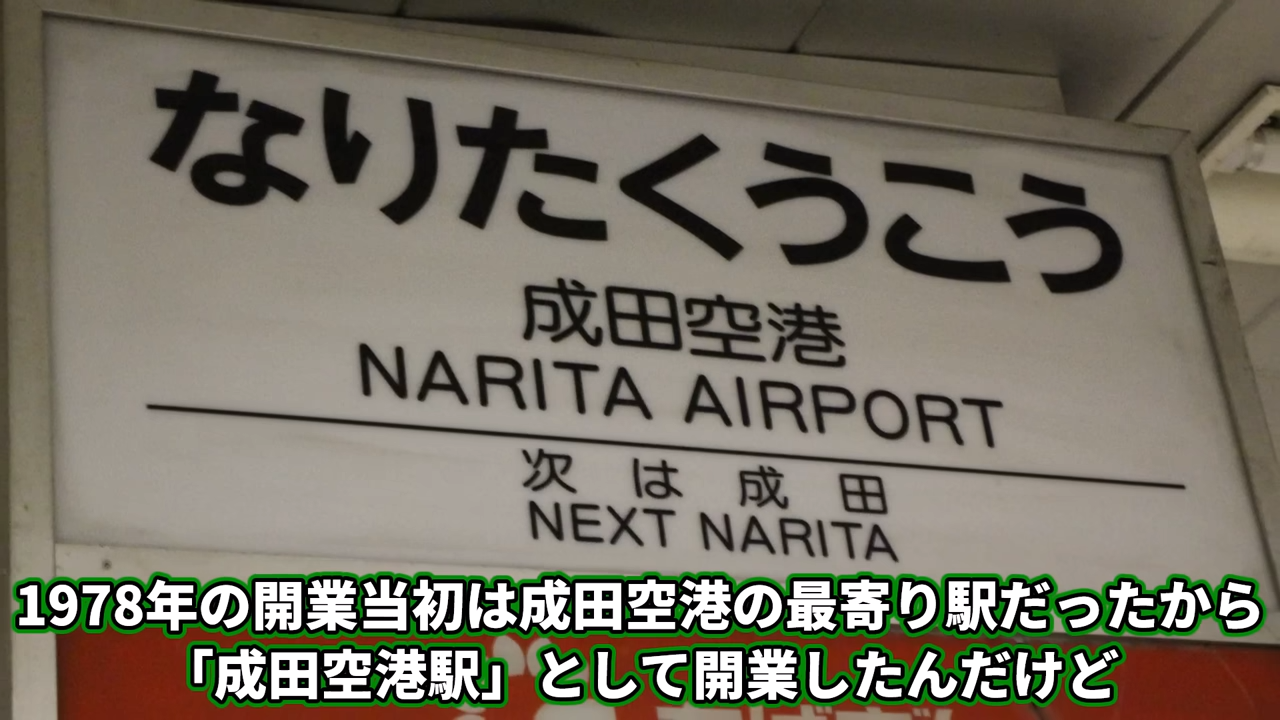 なりたくうこう
成田空港
NARITA AIRPORT
次は成田
NEXT NARITA
1978年の開業当初は成田空港の最寄り駅だったから
「成田空港駅」として開業したんだけど